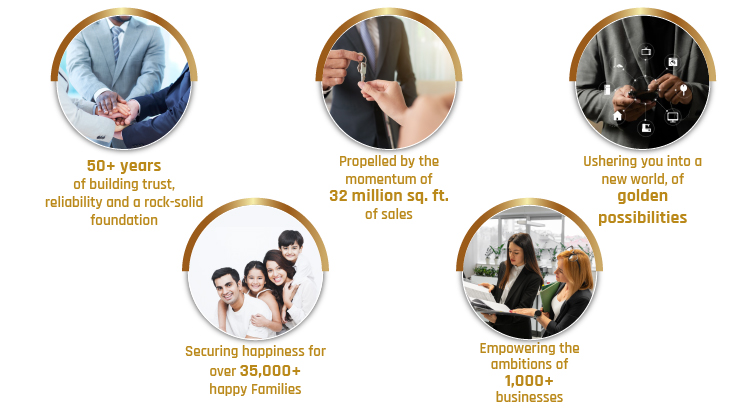 50+ years
of building trust,
reliability and a rock-solid
foundation
Propelled by the
momentum of
32 million sq. ft.
of sales
Ushering you into a
new world, of
golden
possibilities
Securing happiness for
over 35,000+
happy Families
Empowering the
ambitions of
1,000+
businesses